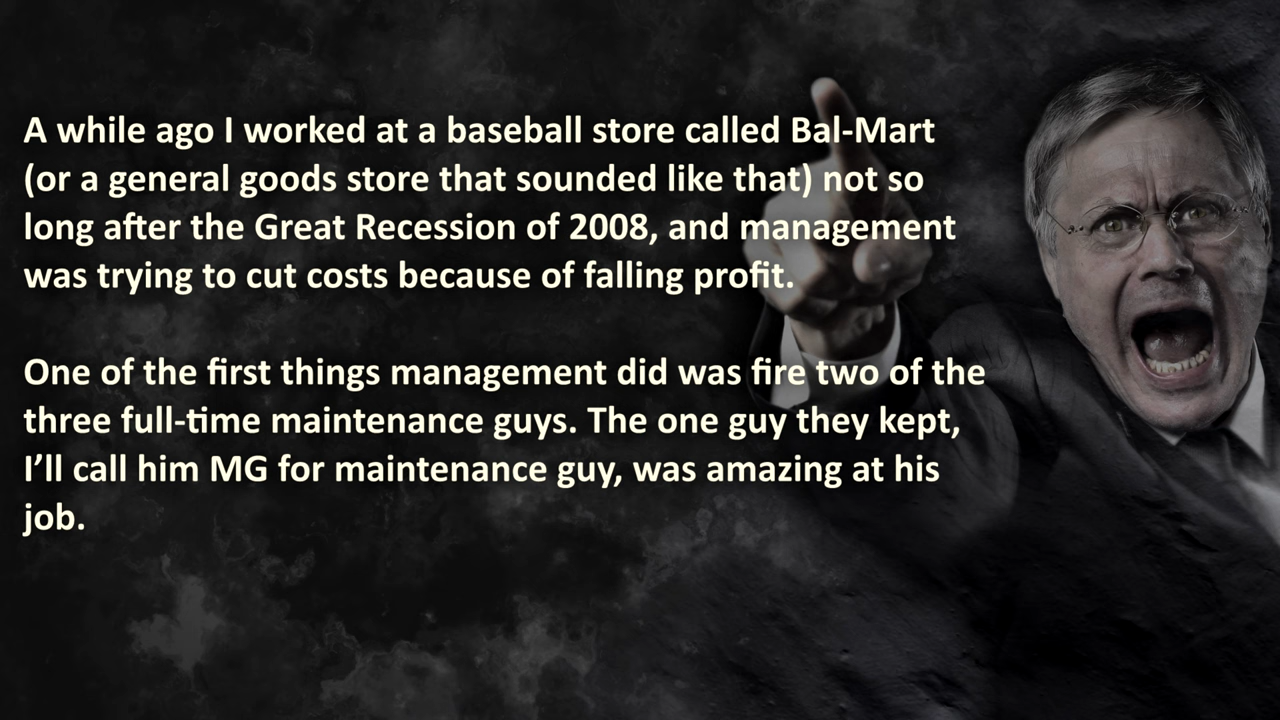 A while ago I worked at a baseball store called Bal-Mart
(or a general goods store that sounded like that) not so
long after the Great Recession of 2008, and management
was trying to cut costs because of falling profit.
One of the first things management did was fire two of the
three full-time maintenance guys. The one guy they kept,
I’ll call him MG for maintenance guy, was amazing at his
job.